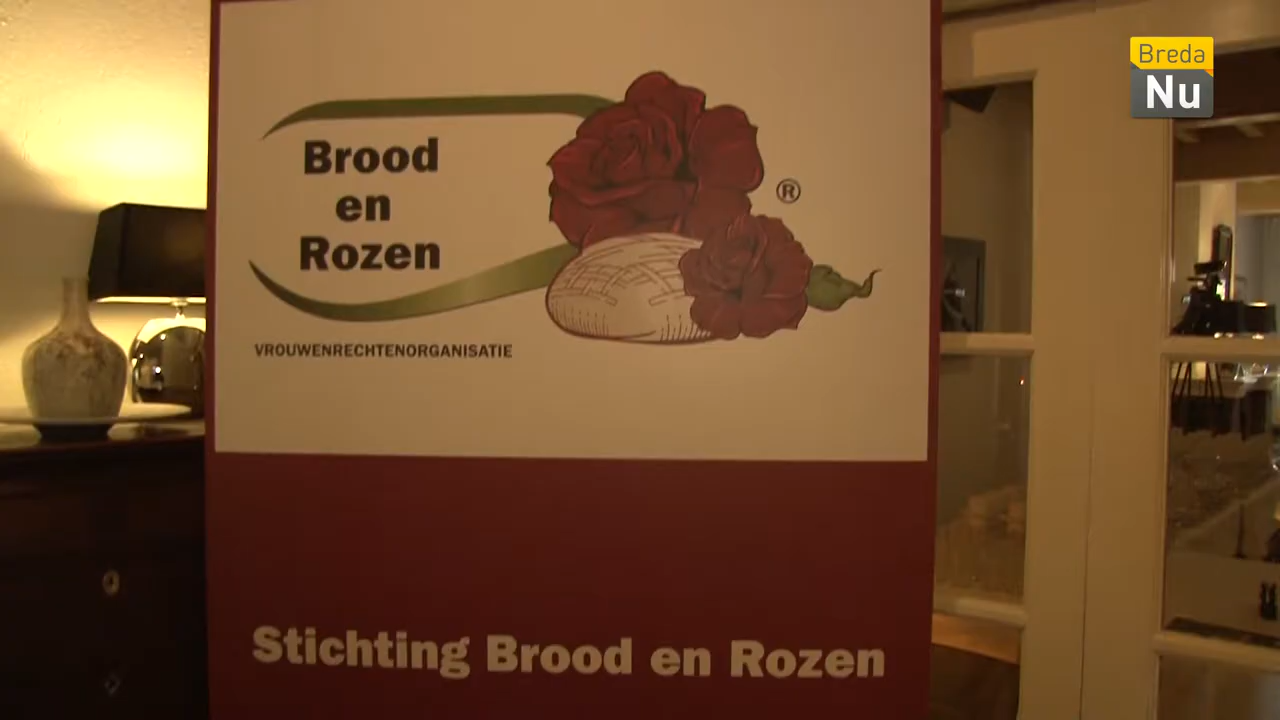 Breda
Nu
Brood
en
Rozen
®
VROUWENRECHTENORGANISATIE
Stichting Brood en Rozen